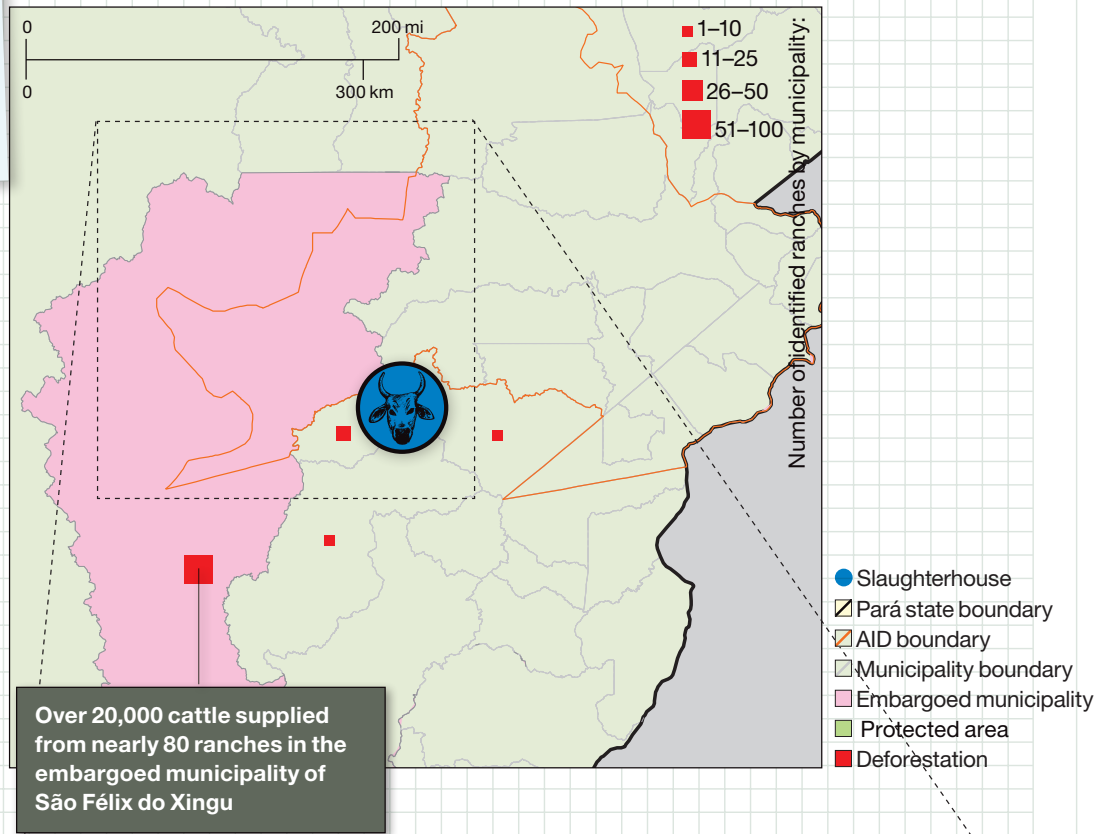 0
200 mi
0
300 km
Number of identified ranches by municipality:
1–10
11–25
26–50
51–100
Slaughterhouse
Pará state boundary
AID boundary
Municipality boundary
Embargoed municipality
Protected area
Deforestation
Over 20,000 cattle supplied
from nearly 80 ranches in the
embargoed municipality of
São Félix do Xingu